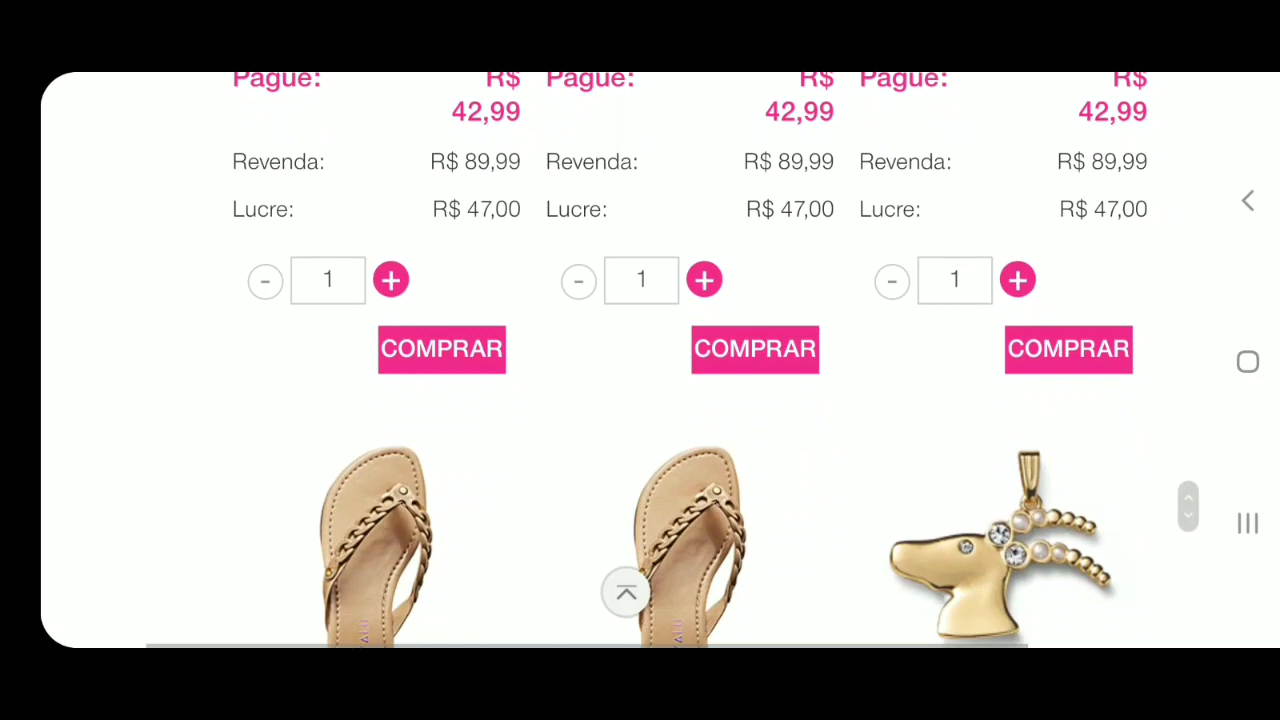 Pague: R$ Pague: R$ Pague: R$
42,99 42,99 42,99
Revenda: R$ 89,99 Revenda: R$ 89,99 Revenda: R$ 89,99
Lucre: R$ 47,00 Lucre: R$ 47,00 Lucre: R$ 47,00
- 1 + - 1 + - 1 +
COMPRAR COMPRAR COMPRAR